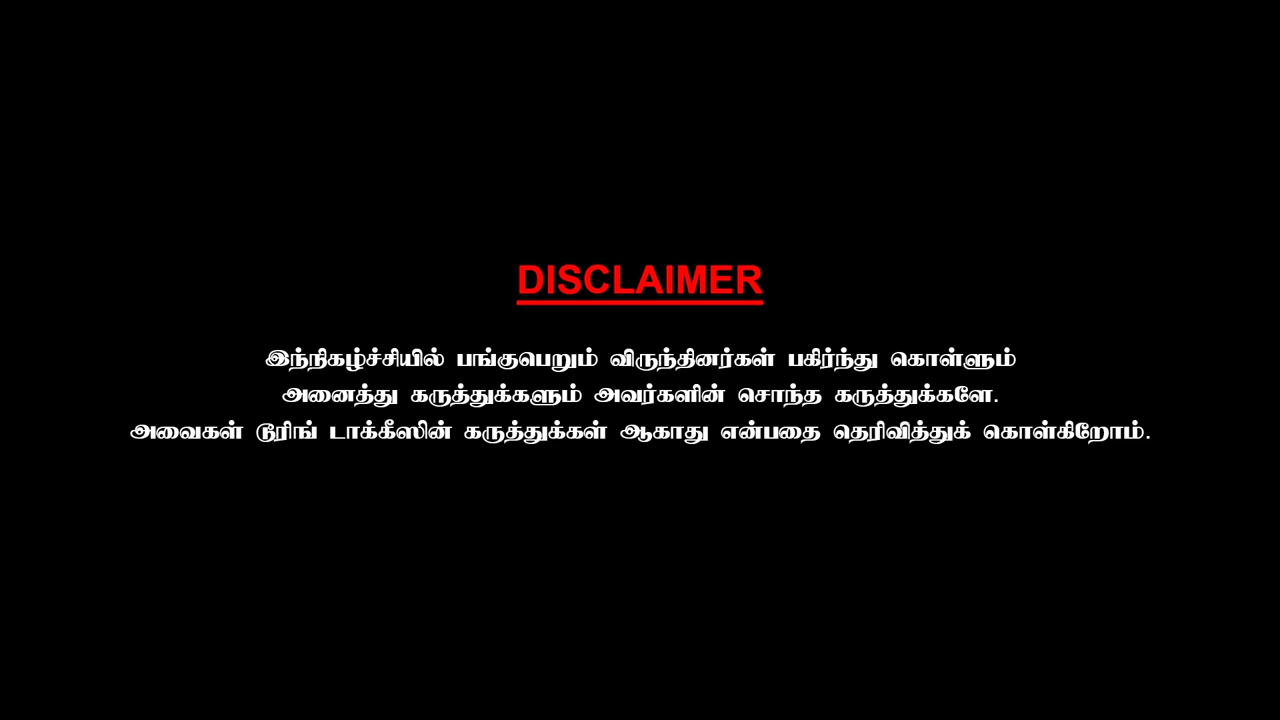 DISCLAIMER
இந்நிகழ்ச்சியில் பங்குபெறும் விருந்தினர்கள் பகிர்ந்து கொள்ளும்
அனைத்து கருத்துக்களும் அவர்களின் சொந்த கருத்துக்களே.
அவைகள் டூரிங் டாக்கீஸின் கருத்துக்கள் ஆகாது என்பதை தெரிவித்துக் கொள்கிறோம்.